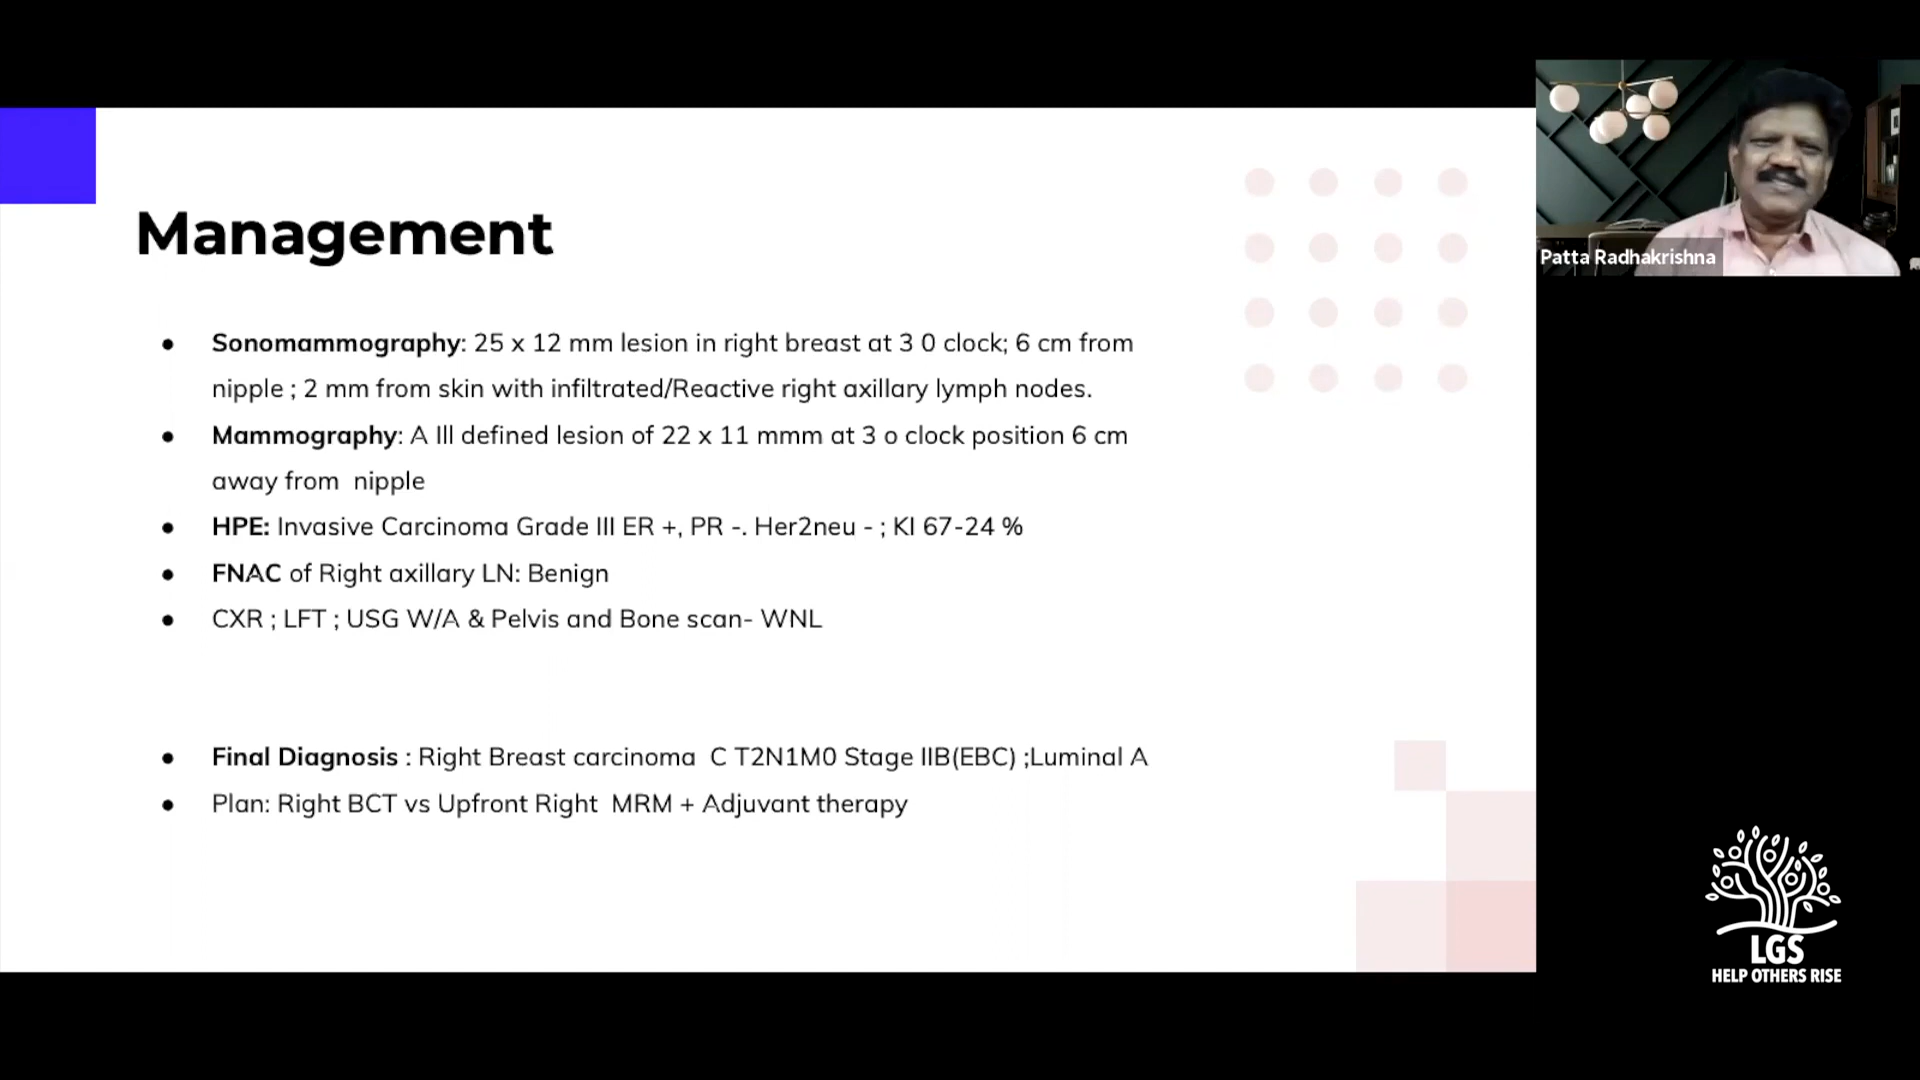 Management
Sonomammography: 25 x 12 mm lesion in right breast at 3 0 clock; 6 cm from
nipple ; 2 mm from skin with infiltrated/Reactive right axillary lymph nodes.
Mammography: A Ill defined lesion of 22 x 11 mmm at 3 o clock position 6 cm
away from nipple
HPE: Invasive Carcinoma Grade III ER +, PR -. Her2neu - ; KI 67-24 %
FNAC of Right axillary LN: Benign
CXR ; LFT ; USG W/A & Pelvis and Bone scan- WNL
Final Diagnosis : Right Breast carcinoma C T2N1M0 Stage IIB(EBC) ;Luminal A
Plan: Right BCT vs Upfront Right MRM + Adjuvant therapy
Patta Radhakrishna
LGS
HELP OTHERS RISE